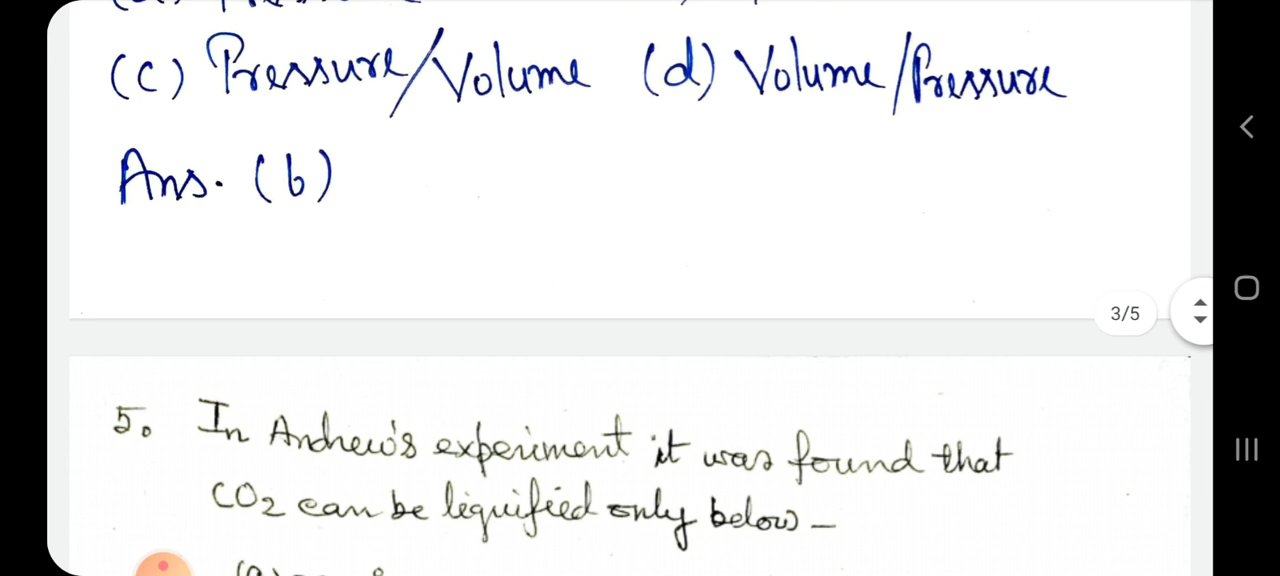 (c) Pressure/Volume (d) Volume/Pressure
Ans. (b)
3/5
5. In Andrew's experiment it was found that
CO2 can be liquified only below –